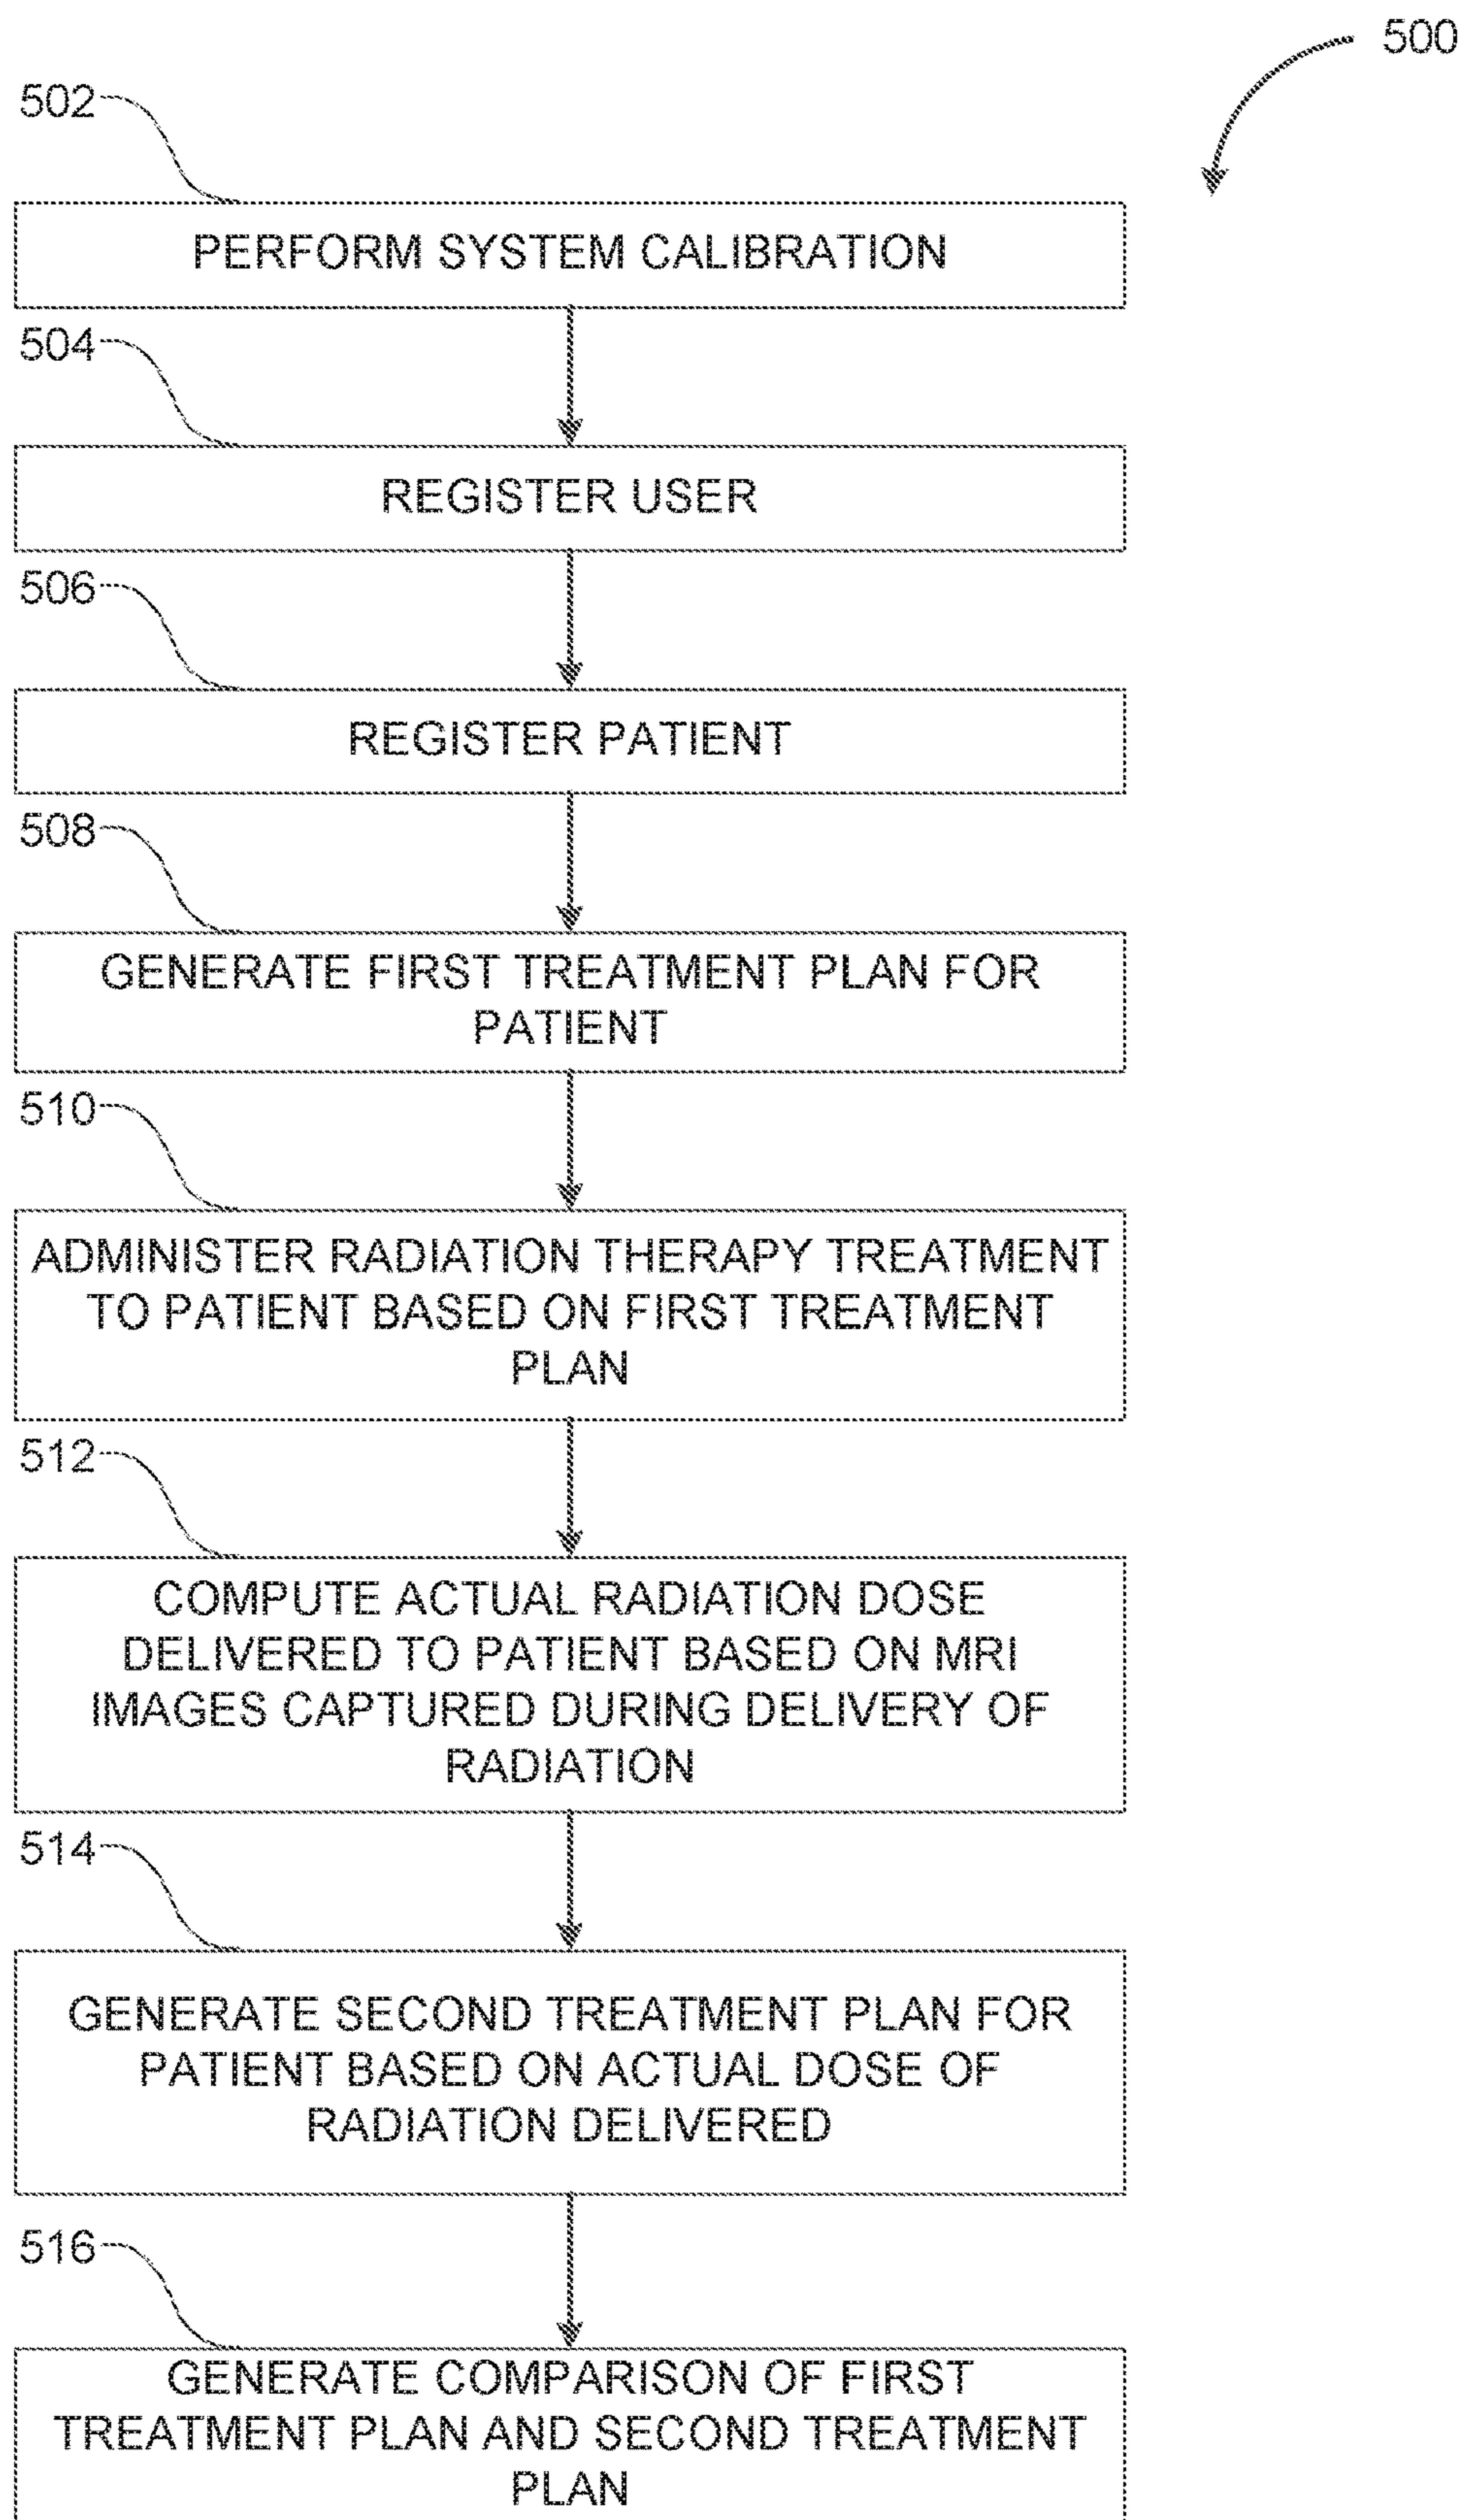 500
502
PERFORM SYSTEM CALIBRATION
504
REGISTER USER
506
REGISTER PATIENT
508
GENERATE FIRST TREATMENT PLAN FOR
PATIENT
510
ADMINISTER RADIATION THERAPY TREATMENT
TO PATIENT BASED ON FIRST TREATMENT
PLAN
512
COMPUTE ACTUAL RADIATION DOSE
DELIVERED TO PATIENT BASED ON MRI
IMAGES CAPTURED DURING DELIVERY OF
RADIATION
514
GENERATE SECOND TREATMENT PLAN FOR
PATIENT BASED ON ACTUAL DOSE OF
RADIATION DELIVERED
516
GENERATE COMPARISON OF FIRST
TREATMENT PLAN AND SECOND TREATMENT
PLAN